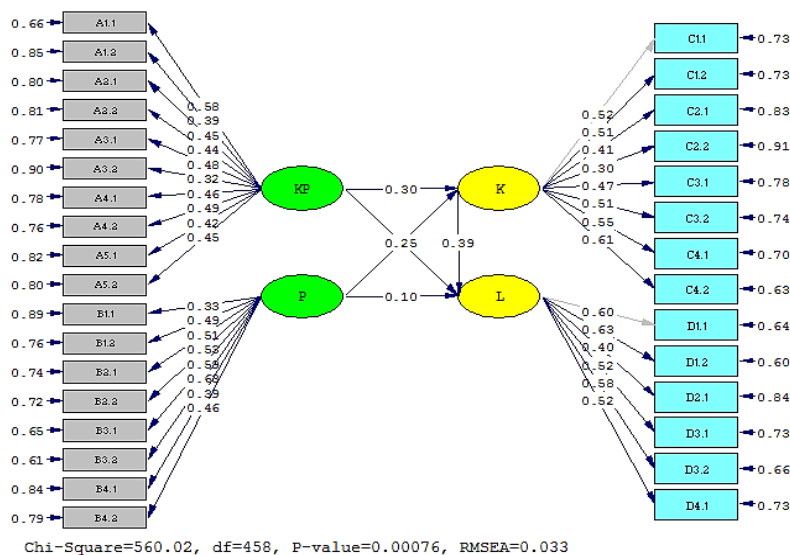 0.66 A1.1
0.85 A1.2
0.80 A2.1
0.81 A2.2
0.77 A3.1
0.90 A3.2
0.78 A4.1
0.76 A4.2
0.82 A5.1
0.80 A5.2
0.89 B1.1
0.76 B1.2
0.74 B2.1
0.72 B2.2
0.65 B3.1
0.61 B3.2
0.84 B4.1
0.79 B4.2
0.58
0.39
0.45
0.44
0.48
0.32
0.46
0.49
0.42
0.45
0.33
0.49
0.51
0.53
0.59
0.39
0.46
KP 0.30 K
0.25 0.39
P 0.10 L
0.52
0.51
0.41
0.30
0.47
0.51
0.55
0.61
0.60
0.63
0.40
0.52
0.58
0.52
C1.1 0.73
C1.2 0.73
C2.1 0.83
C2.2 0.91
C3.1 0.78
C3.2 0.74
C4.1 0.70
C4.2 0.63
D1.1 0.64
D1.2 0.60
D2.1 0.84
D3.1 0.73
D3.2 0.66
D4.1 0.73
Chi-Square=560.02, df=458, P-value=0.00076, RMSEA=0.033